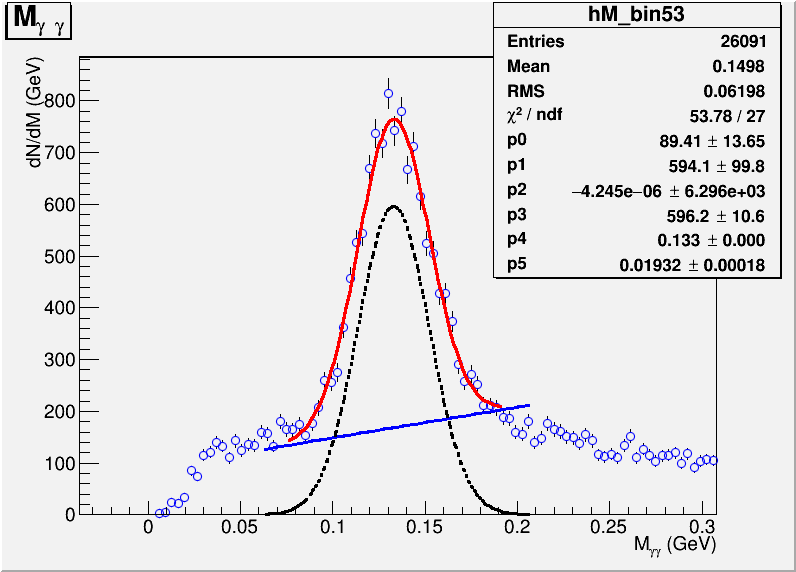 M γ γ
hM_bin53
Entries 26091
Mean 0.1498
RMS 0.06198
χ² / ndf 53.78 / 27
p0 89.41 ± 13.65
p1 594.1 ± 99.8
p2 −4.245e−06 ± 6.296e+03
p3 596.2 ± 10.6
p4 0.133 ± 0.000
p5 0.01932 ± 0.00018
dN/dM (GeV)
800
700
600
500
400
300
200
100
0
0 0.05 0.1 0.15 0.2 0.25 0.3
M γγ (GeV)